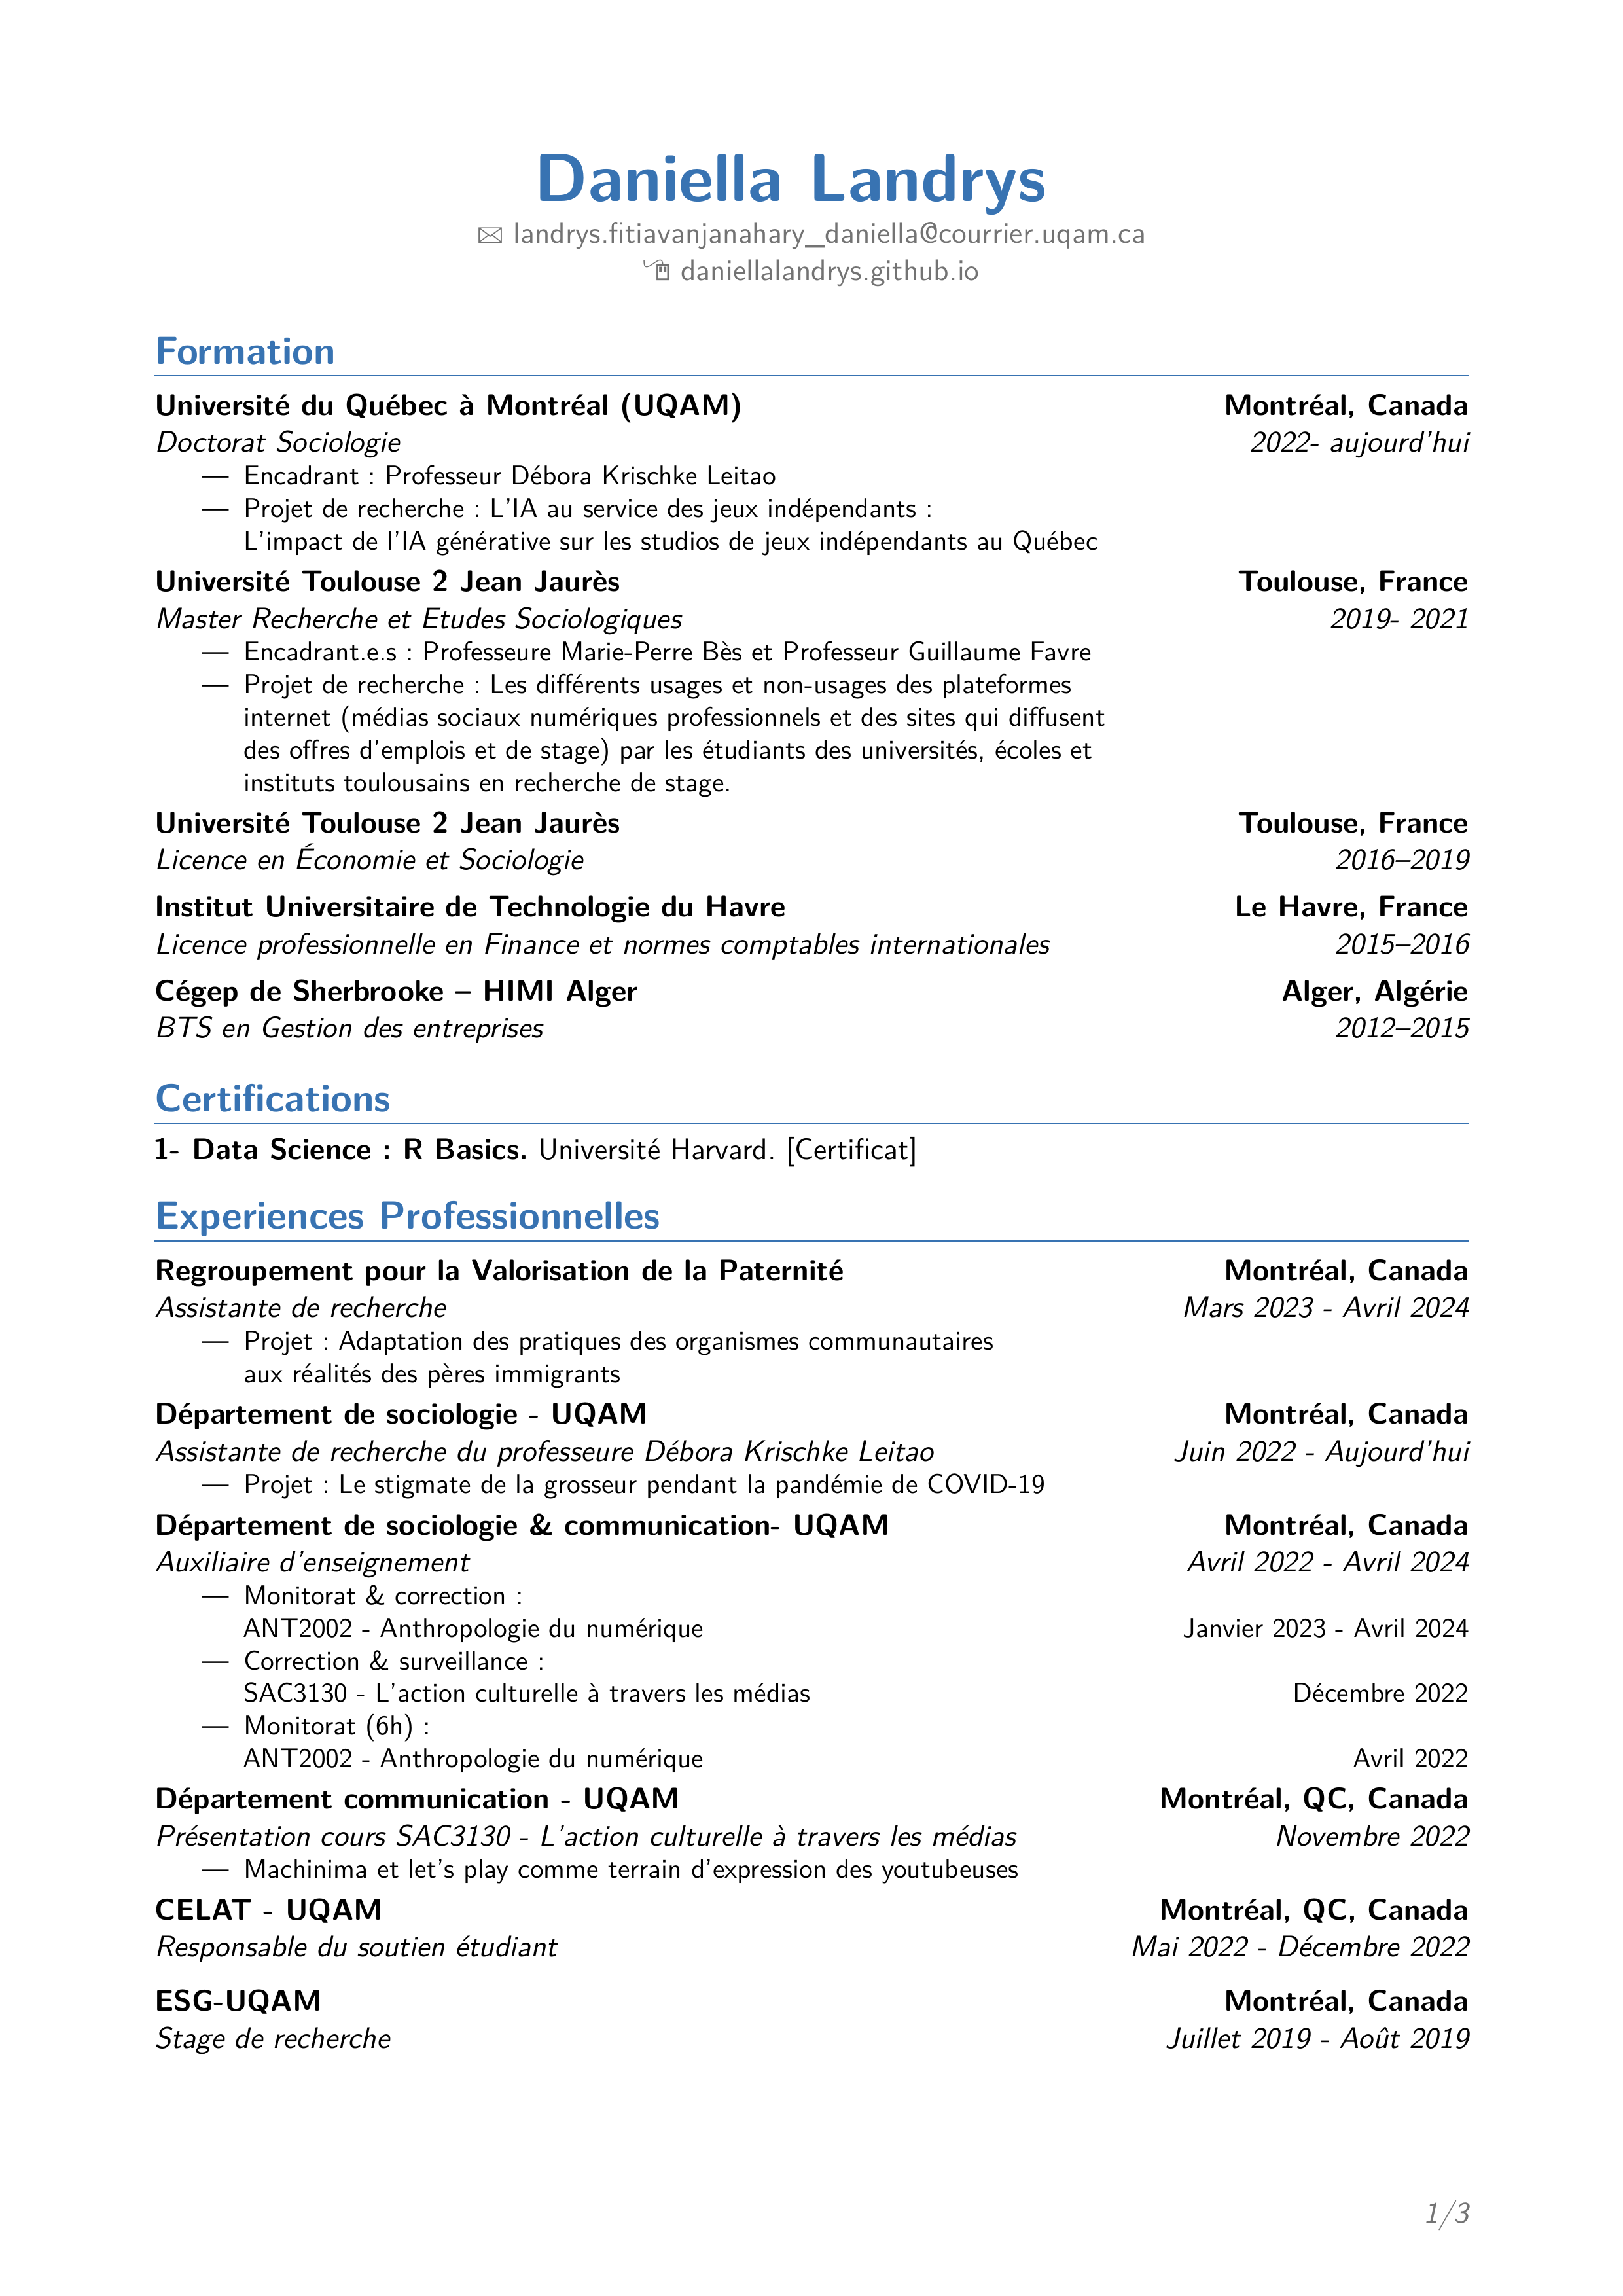 Daniella Landrys
landrys.fitiavanjanahary_daniella@courrier.uqam.ca
daniellalandrys.github.io
Formation
Université du Québec à Montréal (UQAM) Montréal, Canada
Doctorat Sociologie 2022- aujourd'hui
— Encadrant : Professeur Débora Krischke Leitao
— Projet de recherche : L'IA au service des jeux indépendants :
L'impact de l'IA générative sur les studios de jeux indépendants au Québec
Université Toulouse 2 Jean Jaurès Toulouse, France
Master Recherche et Etudes Sociologiques 2019- 2021
— Encadrant.e.s : Professeure Marie-Perre Bès et Professeur Guillaume Favre
— Projet de recherche : Les différents usages et non-usages des plateformes
internet (médias sociaux numériques professionnels et des sites qui diffusent
des offres d'emplois et de stage) par les étudiants des universités, écoles et
instituts toulousains en recherche de stage.
Université Toulouse 2 Jean Jaurès Toulouse, France
Licence en Économie et Sociologie 2016–2019
Institut Universitaire de Technologie du Havre Le Havre, France
Licence professionnelle en Finance et normes comptables internationales 2015–2016
Cégep de Sherbrooke – HIMI Alger Alger, Algérie
BTS en Gestion des entreprises 2012–2015
Certifications
1- Data Science : R Basics. Université Harvard. [Certificat]
Experiences Professionnelles
Regroupement pour la Valorisation de la Paternité Montréal, Canada
Assistante de recherche Mars 2023 - Avril 2024
— Projet : Adaptation des pratiques des organismes communautaires
aux réalités des pères immigrants
Département de sociologie - UQAM Montréal, Canada
Assistante de recherche du professeure Débora Krischke Leitao Juin 2022 - Aujourd'hui
— Projet : Le stigmate de la grosseur pendant la pandémie de COVID-19
Département de sociologie & communication- UQAM Montréal, Canada
Auxiliaire d'enseignement Avril 2022 - Avril 2024
— Monitorat & correction :
ANT2002 - Anthropologie du numérique Janvier 2023 - Avril 2024
— Correction & surveillance :
SAC3130 - L'action culturelle à travers les médias Décembre 2022
— Monitorat (6h) :
ANT2002 - Anthropologie du numérique Avril 2022
Département communication - UQAM Montréal, QC, Canada
Présentation cours SAC3130 - L'action culturelle à travers les médias Novembre 2022
— Machinima et let's play comme terrain d'expression des youtubeuses
CELAT - UQAM Montréal, QC, Canada
Responsable du soutien étudiant Mai 2022 - Décembre 2022
ESG-UQAM Montréal, Canada
Stage de recherche Juillet 2019 - Août 2019
1/3